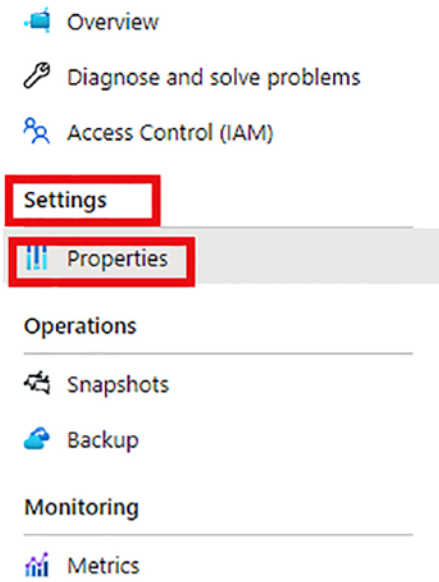 Overview
Diagnose and solve problems
Access Control (IAM)
Settings
Properties
Operations
Snapshots
Backup
Monitoring
Metrics